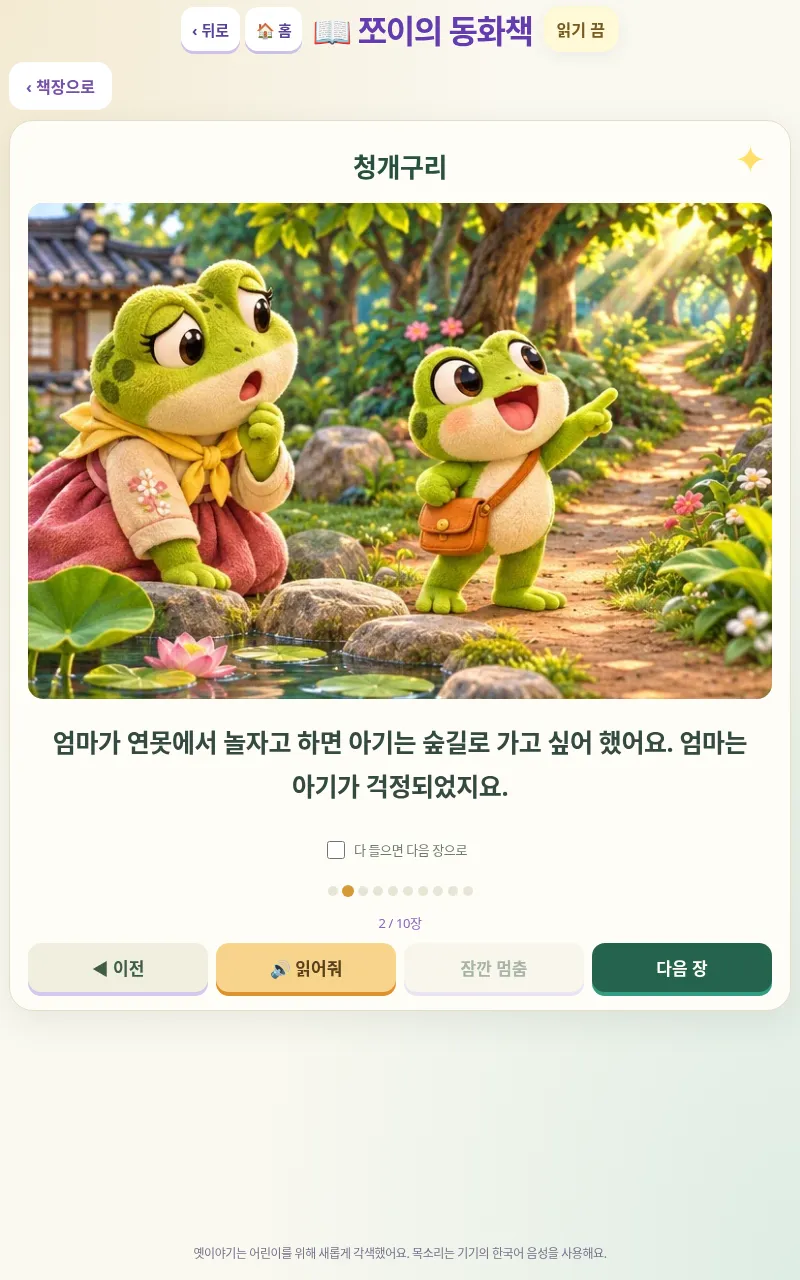 ‹ 뒤로 🏠 홈 📖 쪼이의 동화책 읽기 끝
‹ 책장으로
청개구리
엄마가 연못에서 놀자고 하면 아기는 숲길로 가고 싶어 했어요. 엄마는
아기가 걱정되었지요.
다 들으면 다음 장으로
2 / 10장
◀ 이전 🔊 읽어줘 잠깐 멈춤 다음 장
옛이야기는 어린이를 위해 새롭게 각색했어요. 목소리는 기기의 한국어 음성을 사용해요.